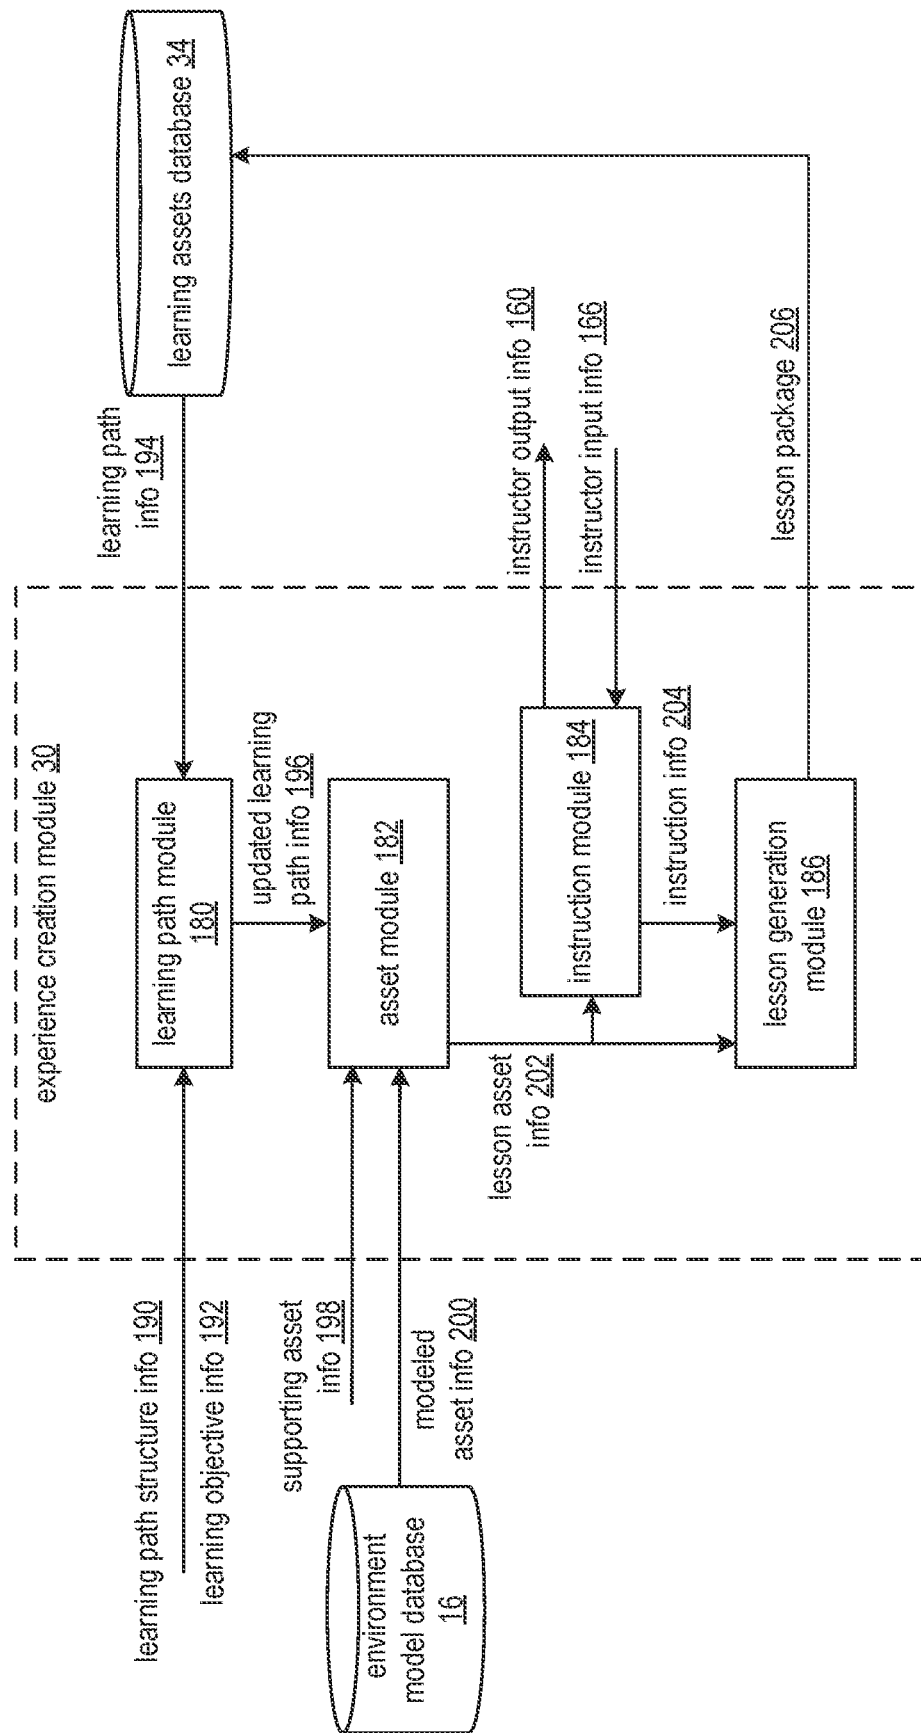 experience creation module 30
learning path structure info 190
learning objective info 192
learning path module
180
learning path
info 194
learning assets database 34
updated learning
path info 196
supporting asset
info 198
asset module 182
environment
model database
16
modeled
asset info 200
lesson asset
info 202
instruction module 184
instructor output info 160
instructor input info 166
instruction info 204
lesson generation
module 186
lesson package 206